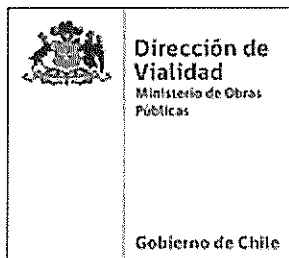 Dirección de
Vialidad
Ministerio de Obras
Públicas
Gobierno de Chile